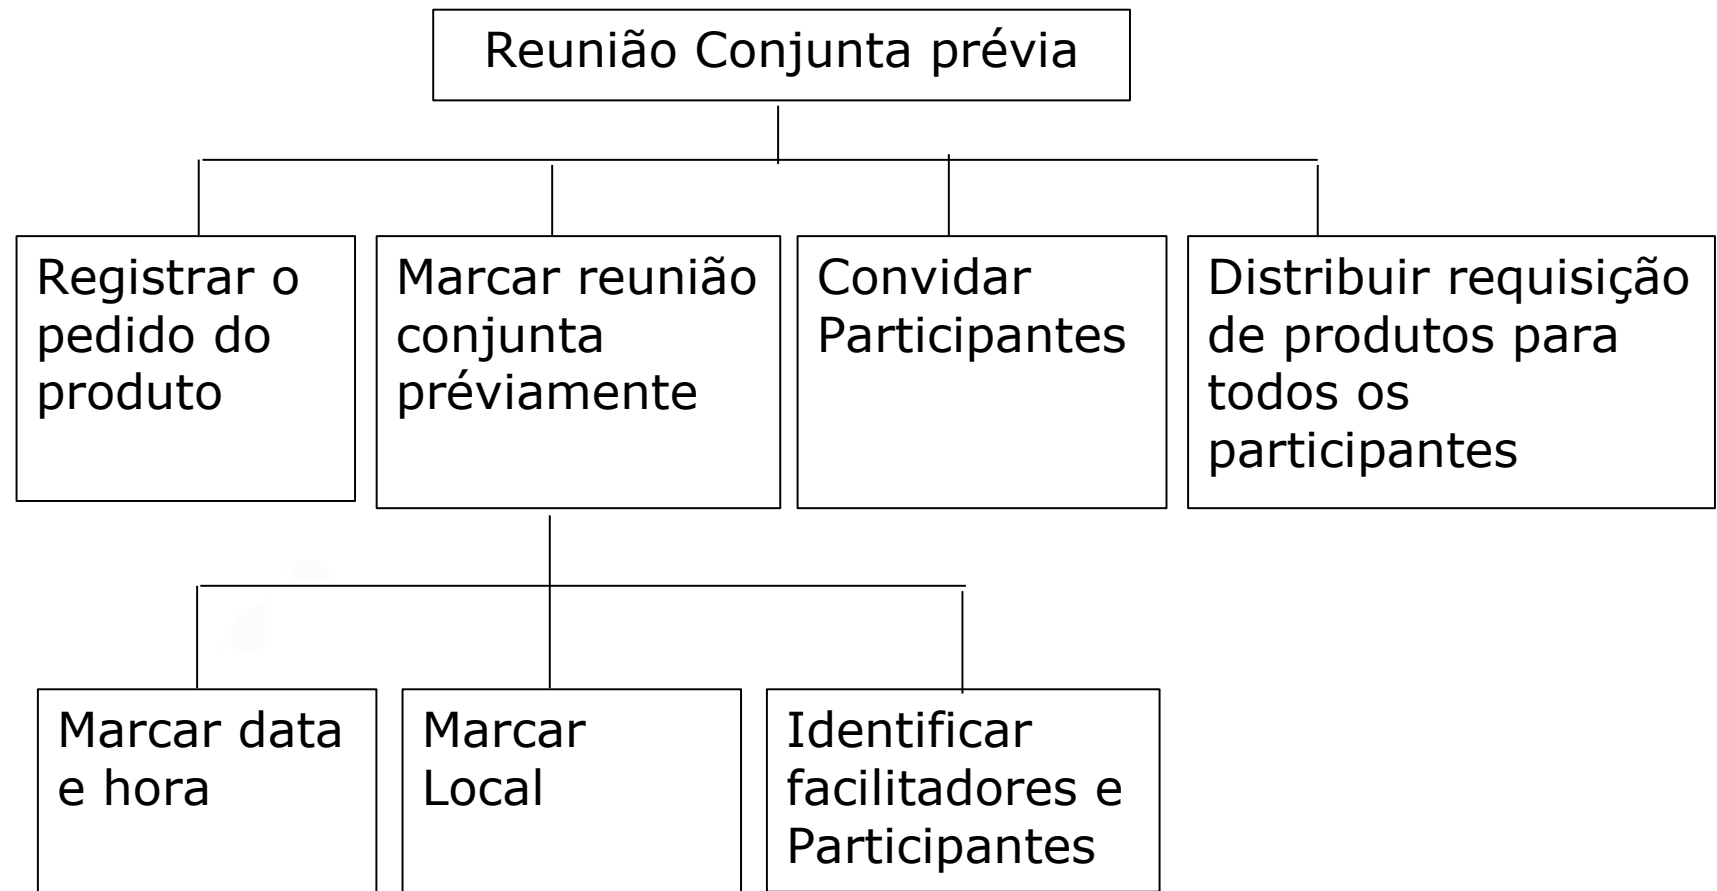 Reunião Conjunta prévia
Registrar o
pedido do
produto
Marcar reunião
conjunta
préviamente
Convidar
Participantes
Distribuir requisição
de produtos para
todos os
participantes
Marcar data
e hora
Marcar
Local
Identificar
facilitadores e
Participantes